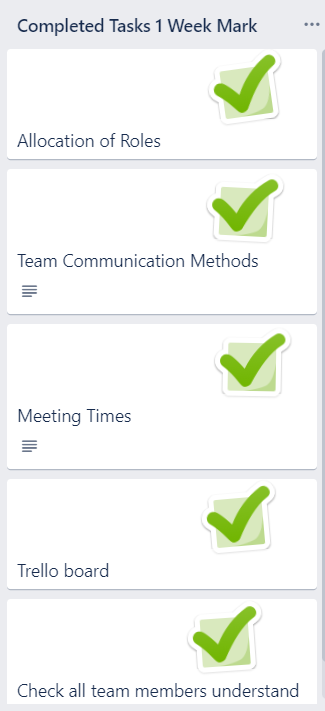 Completed Tasks 1 Week Mark
Allocation of Roles
Team Communication Methods
Meeting Times
Trello board
Check all team members understand